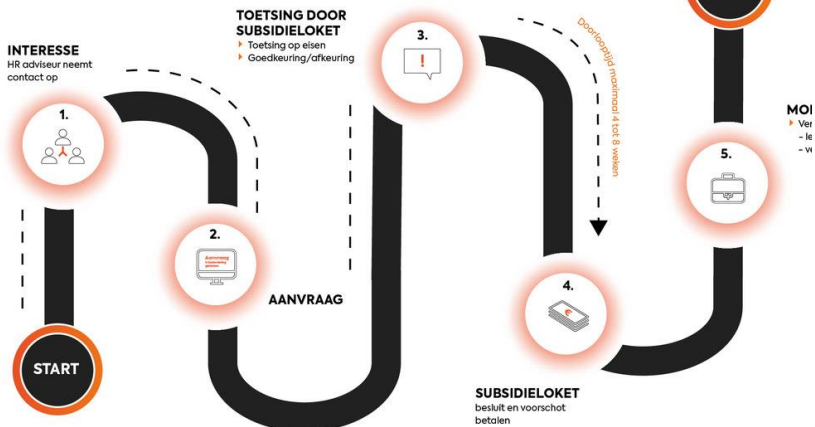 START
INTERESSE
HR adviseur neemt
contact op
1.
2.
Aanvraag
AANVRAAG
TOETSING DOOR
SUBSIDIELOKET
Toetsing op eisen
Goedkeuring/afkeuring
3.
Doorlooptijd maximaal 4 tot 8 weken
4.
SUBSIDIELOKET
besluit en voorschot
betalen
5.